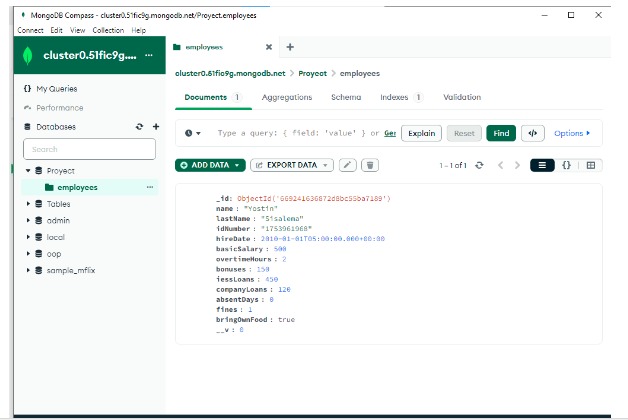 MongoDB Compass - cluster0.51fic9g.mongodb.net/Proyect.employees
Connect Edit View Collection Help
cluster0.51fic9g.... ...
employees
cluster0.51fic9g.mongodb.net > Proyect > employees
{} My Queries
Performance
Databases
Search
Proyect
employees
Tables
admin
local
oop
sample_mflix
Documents 1 Aggregations Schema Indexes 1 Validation
Type a query: { field: 'value' } or Ger Explain Reset Find </> Options
ADD DATA EXPORT DATA 1-1 of 1 {}
_id: ObjectId('669241636872d8bc55ba7189')
name : "Yostin"
lastName : "Sisalema"
idNumber : "1753961968"
hireDate : 2010-01-01T05:00:00.000+00:00
basicSalary : 500
overtimeHours : 2
bonuses : 150
iessLoans : 450
companyLoans : 120
absentDays : 0
fines : 1
bringOwnFood : true
__v : 0